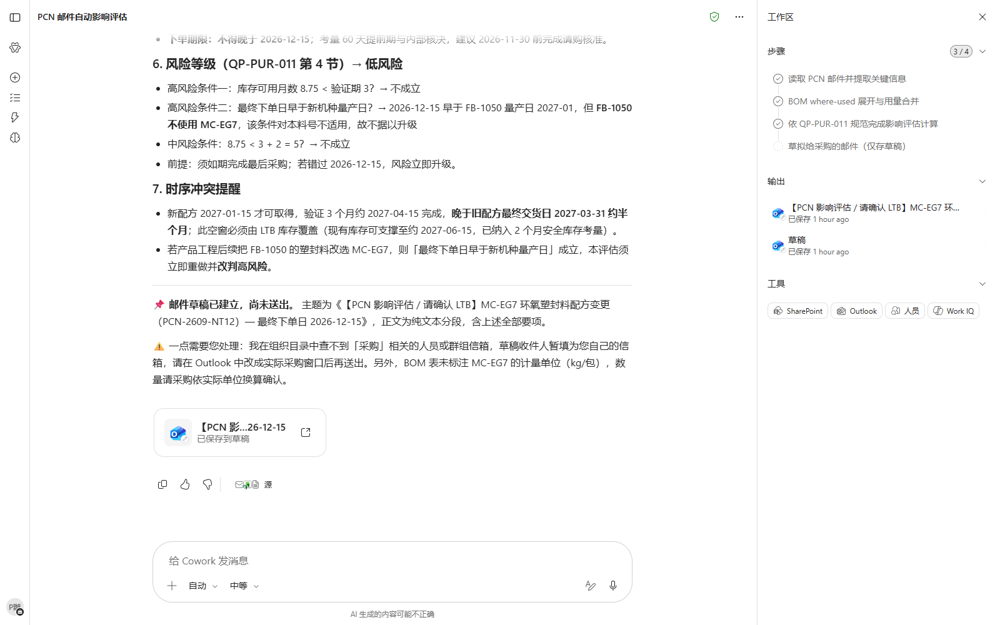 PCN 邮件自动影响评估
下单期限：不得晚于 2026-12-15；考量 60 天提前期与内部核决，建议 2026-11-30 前完成请购核准。
6. 风险等级（QP-PUR-011 第 4 节）→ 低风险
高风险条件一：库存可用月数 8.75 < 验证期 3？→ 不成立
高风险条件二：最终下单日早于新机种量产日？→ 2026-12-15 早于 FB-1050 量产日 2027-01，但 FB-1050
不使用 MC-EG7，该条件对本料号不适用，故不据以升级
中风险条件：8.75 < 3 + 2 = 5？→ 不成立
前提：须如期完成最后采购；若错过 2026-12-15，风险立即升级。
7. 时序冲突提醒
新配方 2027-01-15 才可取得，验证 3 个月约 2027-04-15 完成，晚于旧配方最终交货日 2027-03-31 约半
个月；此空窗必须由 LTB 库存覆盖（现有库存可支撑至约 2027-06-15，已纳入 2 个月安全库存考量）。
若产品工程后续把 FB-1050 的塑封料改选 MC-EG7，则「最终下单日早于新机种量产日」成立，本评估须
立即重做并改判高风险。
邮件草稿已建立，尚未送出。 主题为《【PCN 影响评估 / 请确认 LTB】MC-EG7 环氧塑封料配方变更
（PCN-2609-NT12）— 最终下单日 2026-12-15》，正文为纯文本分段，含上述全部要项。
一点需要您处理：我在组织目录中查不到「采购」相关的人员或群组信箱，草稿收件人暂填为您自己的信
箱，请在 Outlook 中改成实际采购窗口后再送出。另外，BOM 表未标注 MC-EG7 的计量单位（kg/包），数
量请采购依实际单位换算确认。
【PCN 影...26-12-15
已保存到草稿
源
给 Cowork 发消息
自动
中等
AI 生成的内容可能不正确
P辦
工作区
步骤
3 / 4
读取 PCN 邮件并提取关键信息
BOM where-used 展开与用量合并
依 QP-PUR-011 规范完成影响评估计算
草拟给采购的邮件（仅存草稿）
输出
【PCN 影响评估 / 请确认 LTB】MC-EG7 环...
已保存 1 hour ago
草稿
已保存 1 hour ago
工具
SharePoint
Outlook
人员
Work IQ